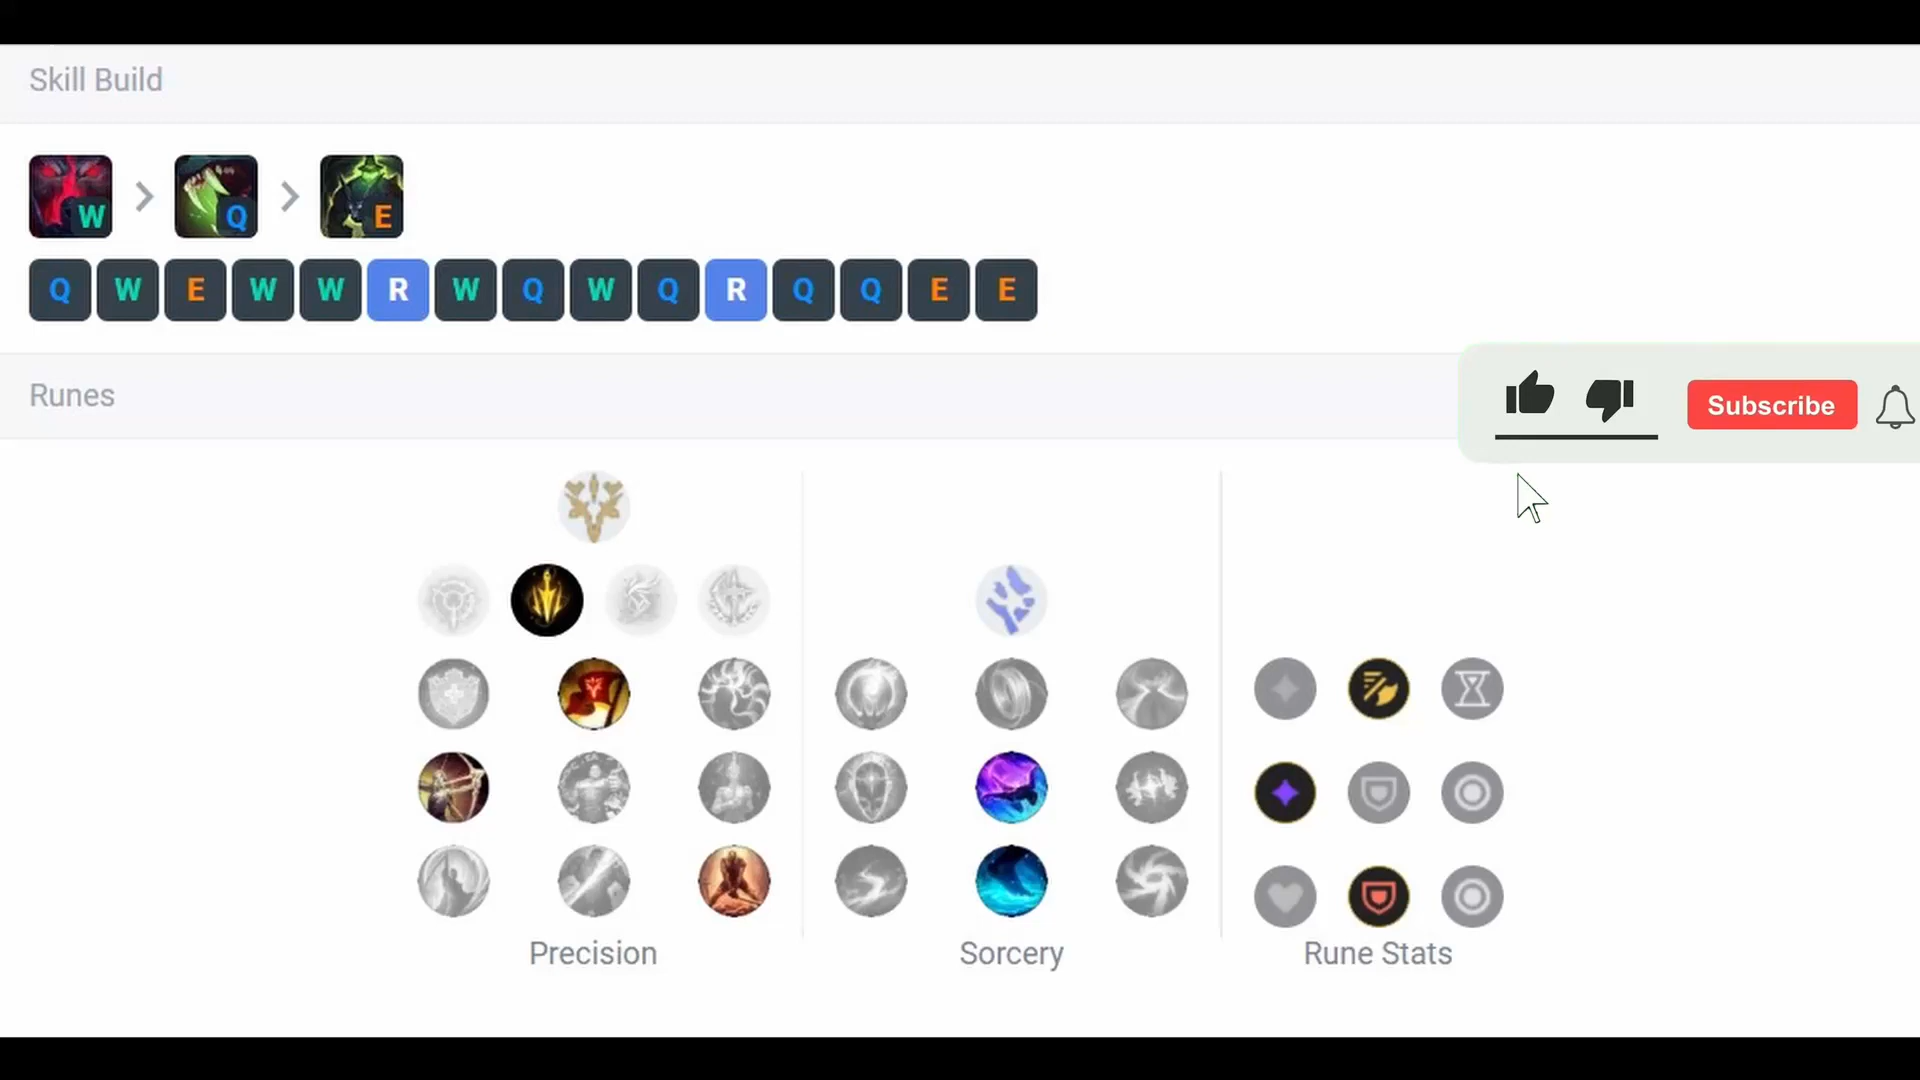 Skill Build
W Q E
Q W E W W R W Q W Q R Q Q E E
Runes
Subscribe
Precision Sorcery Rune Stats